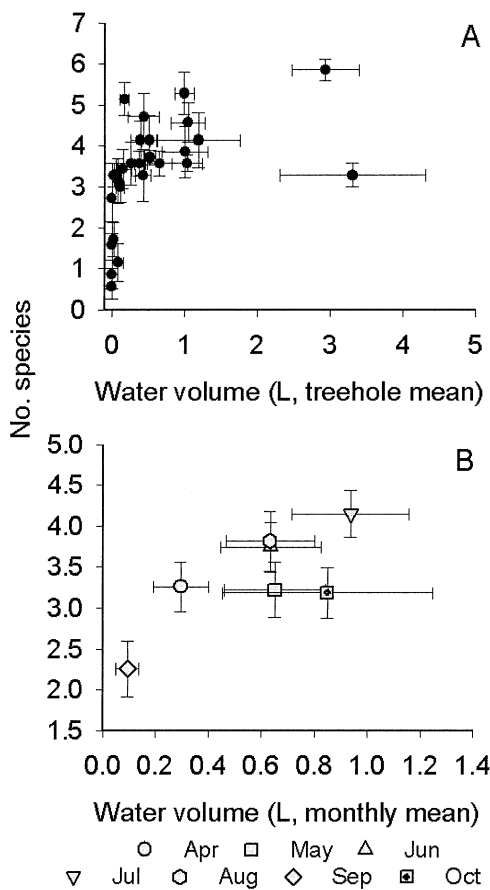 A
7
6
5
4
3
2
1
0
0 1 2 3 4 5
Water volume (L, treehole mean)
No. species
B
5.0
4.5
4.0
3.5
3.0
2.5
2.0
1.5
0.0 0.2 0.4 0.6 0.8 1.0 1.2 1.4
Water volume (L, monthly mean)
Apr May Jun
Jul Aug Sep Oct